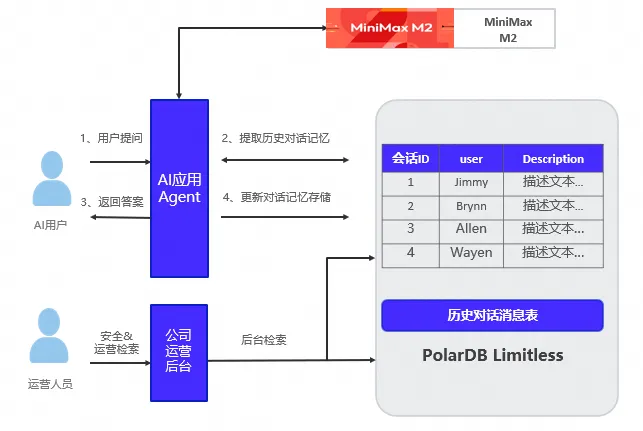 MiniMax M2
MiniMax
M2
1、用户提问
2、提取历史对话记忆
AI应用
Agent
3、返回答案
4、更新对话记忆存储
AI用户
会话ID user Description
1 Jimmy 描述文本...
2 Brynn 描述文本...
3 Allen 描述文本...
4 Wayen 描述文本...
历史对话消息表
PolarDB Limitless
安全&
运营检索
公司
运营
后台
后台检索
运营人员